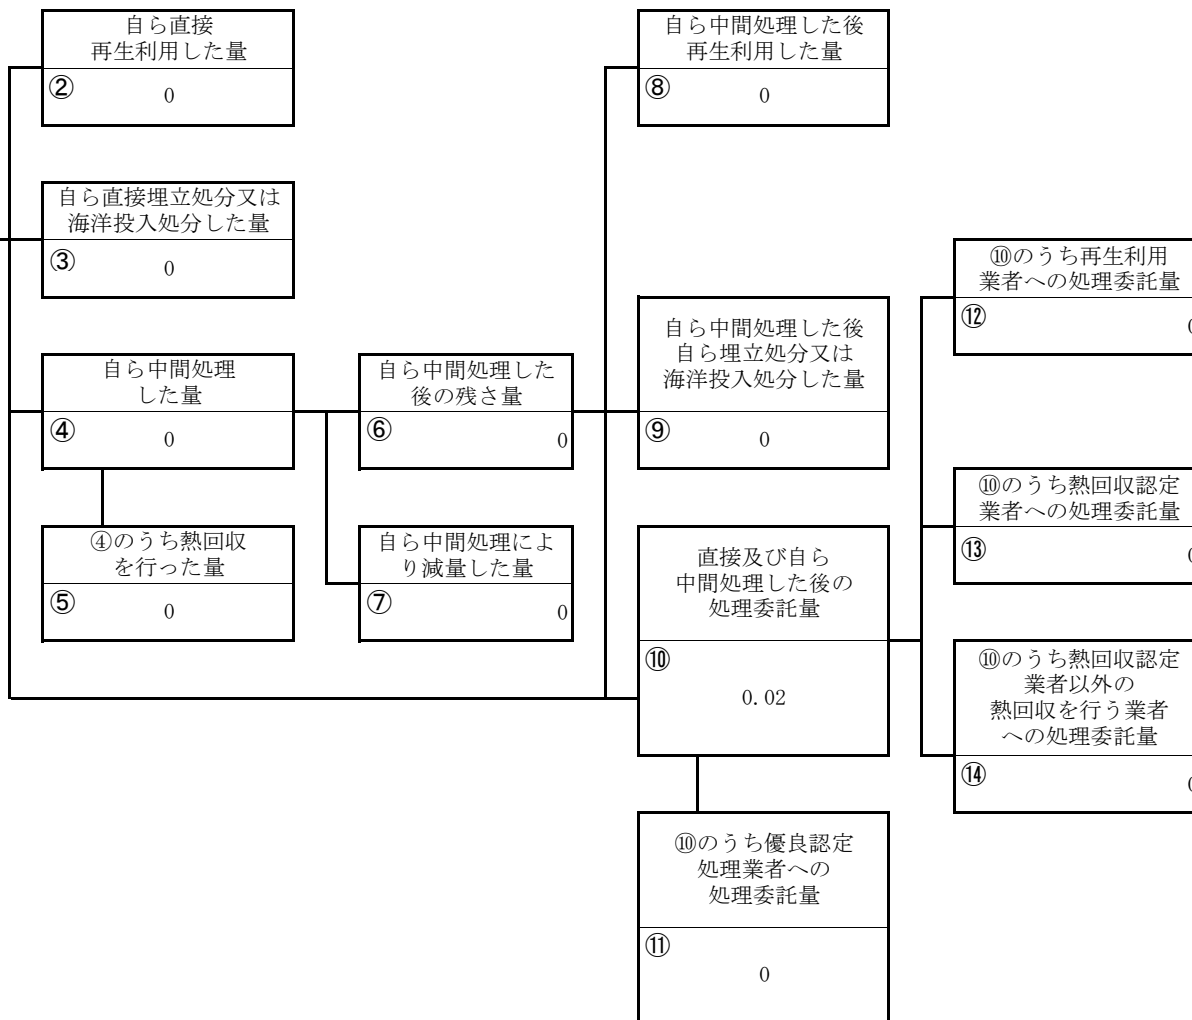 自ら直接
再生利用した量
②
0
自ら直接埋立処分又は
海洋投入処分した量
③
0
自ら中間処理
した量
④
0
④のうち熱回収
を行った量
⑤
0
自ら中間処理した
後の残さ量
⑥
0
自ら中間処理によ
り減量した量
⑦
0
自ら中間処理した後
再生利用した量
⑧
0
自ら中間処理した後
自ら埋立処分又は
海洋投入処分した量
⑨
0
直接及び自ら
中間処理した後の
処理委託量
⑩
0.02
⑩のうち優良認定
処理業者への
処理委託量
⑪
0
⑩のうち再生利用
業者への処理委託量
⑫
0
⑩のうち熱回収認定
業者への処理委託量
⑬
0
⑩のうち熱回収認定
業者以外の
熱回収を行う業者
への処理委託量
⑭
0